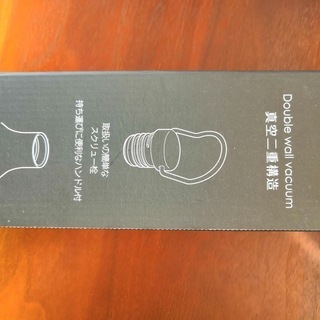 Double wall vacuum
真空二重構造
取扱いの簡単な
スクリュー栓
持ち運びに便利なハンドル付